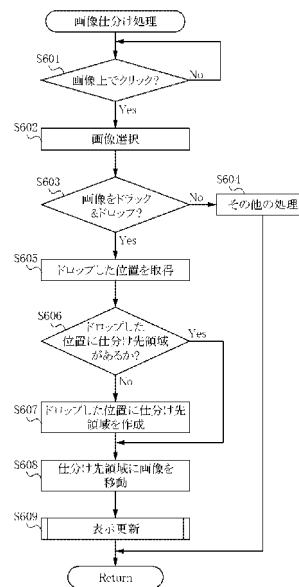 画像仕分け処理
S601
画像上でクリック?
No
Yes
S602
画像選択
S603
画像をドラック
&ドロップ?
No
S604
その他の処理
Yes
S605
ドロップした位置を取得
S606
ドロップした
位置に仕分け先領域
があるか?
Yes
No
S607
ドロップした位置に仕分け先
領域を作成
S608
仕分け先領域に画像を
移動
S609
表示更新
Return